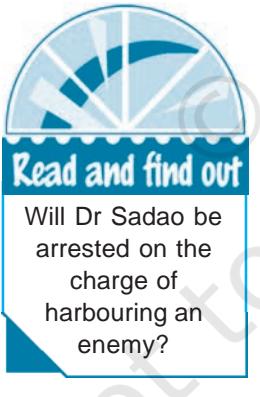 Read and find out
Will Dr Sadao be
arrested on the
charge of
harbouring an
enemy?